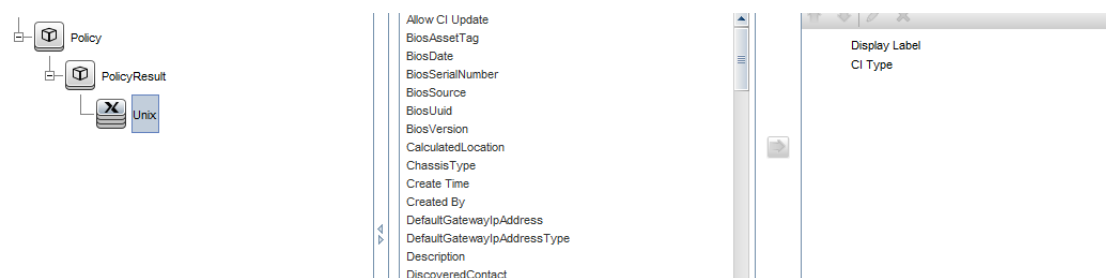 Policy
PolicyResult
Unix
Allow CI Update
BiosAssetTag
BiosDate
BiosSerialNumber
BiosSource
BiosUuid
BiosVersion
CalculatedLocation
ChassisType
Create Time
Created By
DefaultGatewayIpAddress
DefaultGatewayIpAddressType
Description
DiscoveredContact
Display Label
CI Type